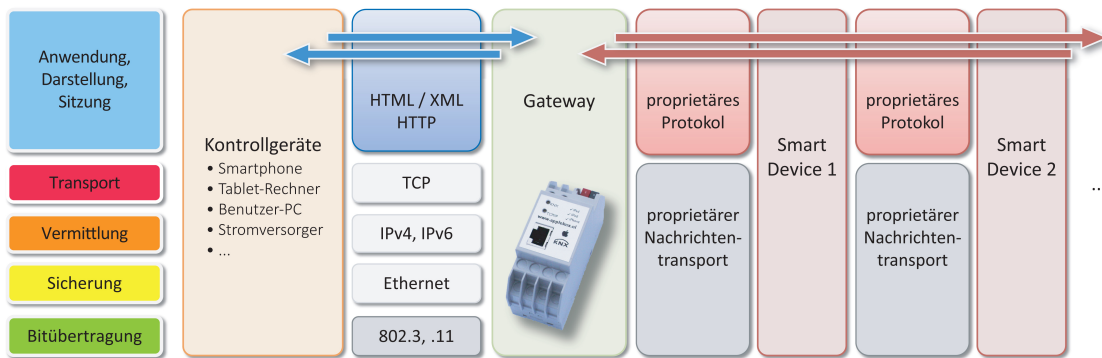 Anwendung,
Darstellung,
Sitzung
Transport
Vermittlung
Sicherung
Bitübertragung
Kontrollgeräte
• Smartphone
• Tablet-Rechner
• Benutzer-PC
• Stromversorger
• ...
HTML / XML
HTTP
TCP
IPv4, IPv6
Ethernet
802.3, .11
Gateway
KNX
proprietäres
Protokol
proprietärer
Nachrichten-
transport
Smart
Device 1
proprietäres
Protokol
proprietärer
Nachrichten-
transport
Smart
Device 2
...